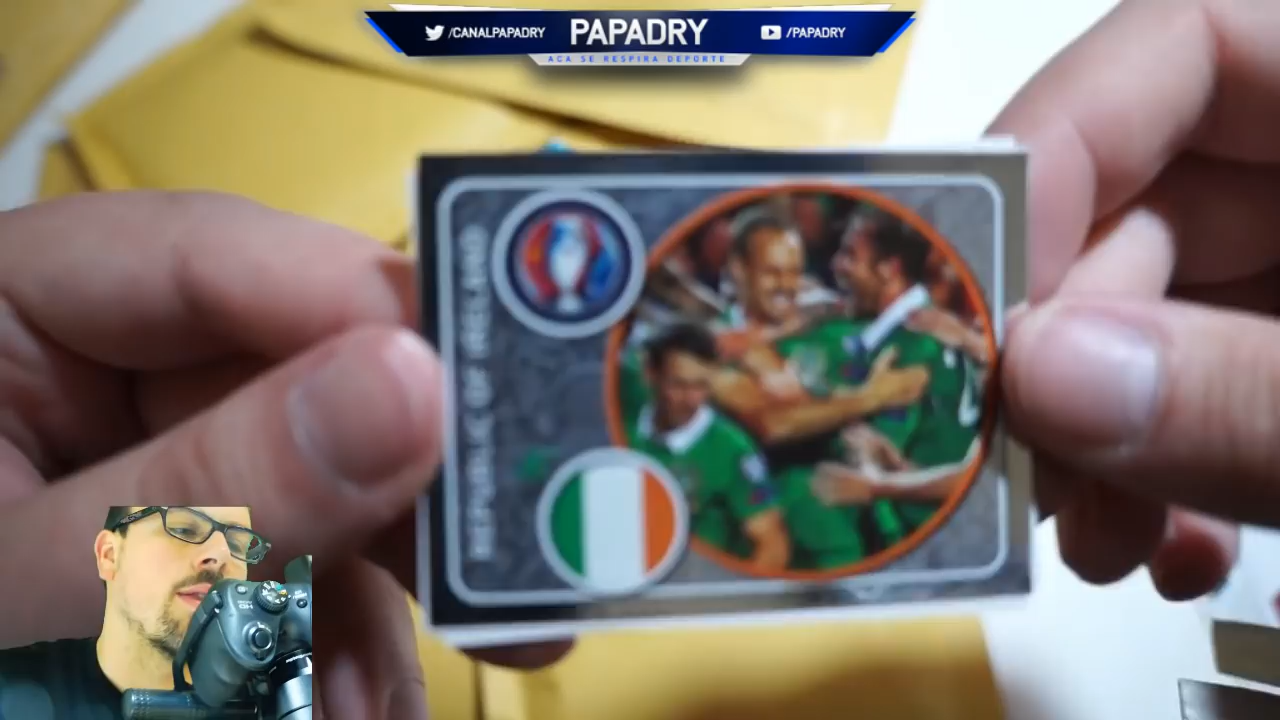 /CANALPAPADRY
PAPADRY
/PAPADRY
ACA SE RESPIRA DEPORTE
REPUBLIC OF IRELAND